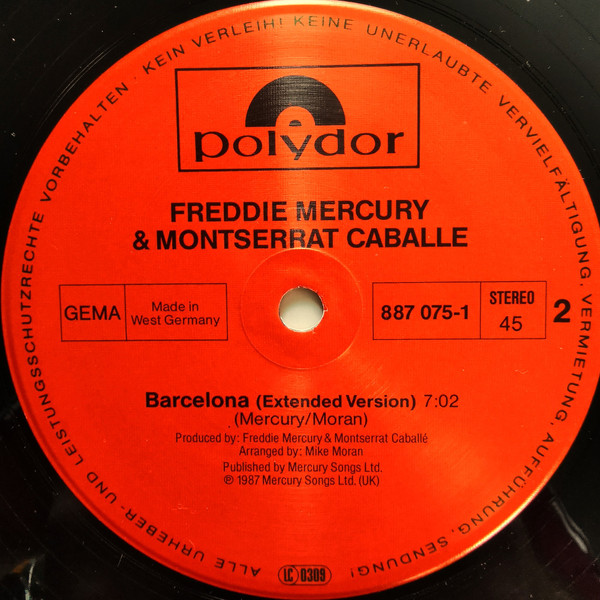 ALLE URHEBER- UND LEISTUNGSSCHUTZRECHTE VORBEHALTEN · KEIN VERLEIH! KEINE UNERLAUBTE VERVIELFÄLTIGUNG, VERMIETUNG, AUFFÜHRUNG, SENDUNG!
polydor
FREDDIE MERCURY
& MONTSERRAT CABALLE
GEMA
Made in
West Germany
887 075-1
STEREO
45
2
Barcelona (Extended Version) 7:02
(Mercury/Moran)
Produced by: Freddie Mercury & Montserrat Caballé
Arranged by: Mike Moran
Published by Mercury Songs Ltd.
℗ 1987 Mercury Songs Ltd. (UK)
LC 0309